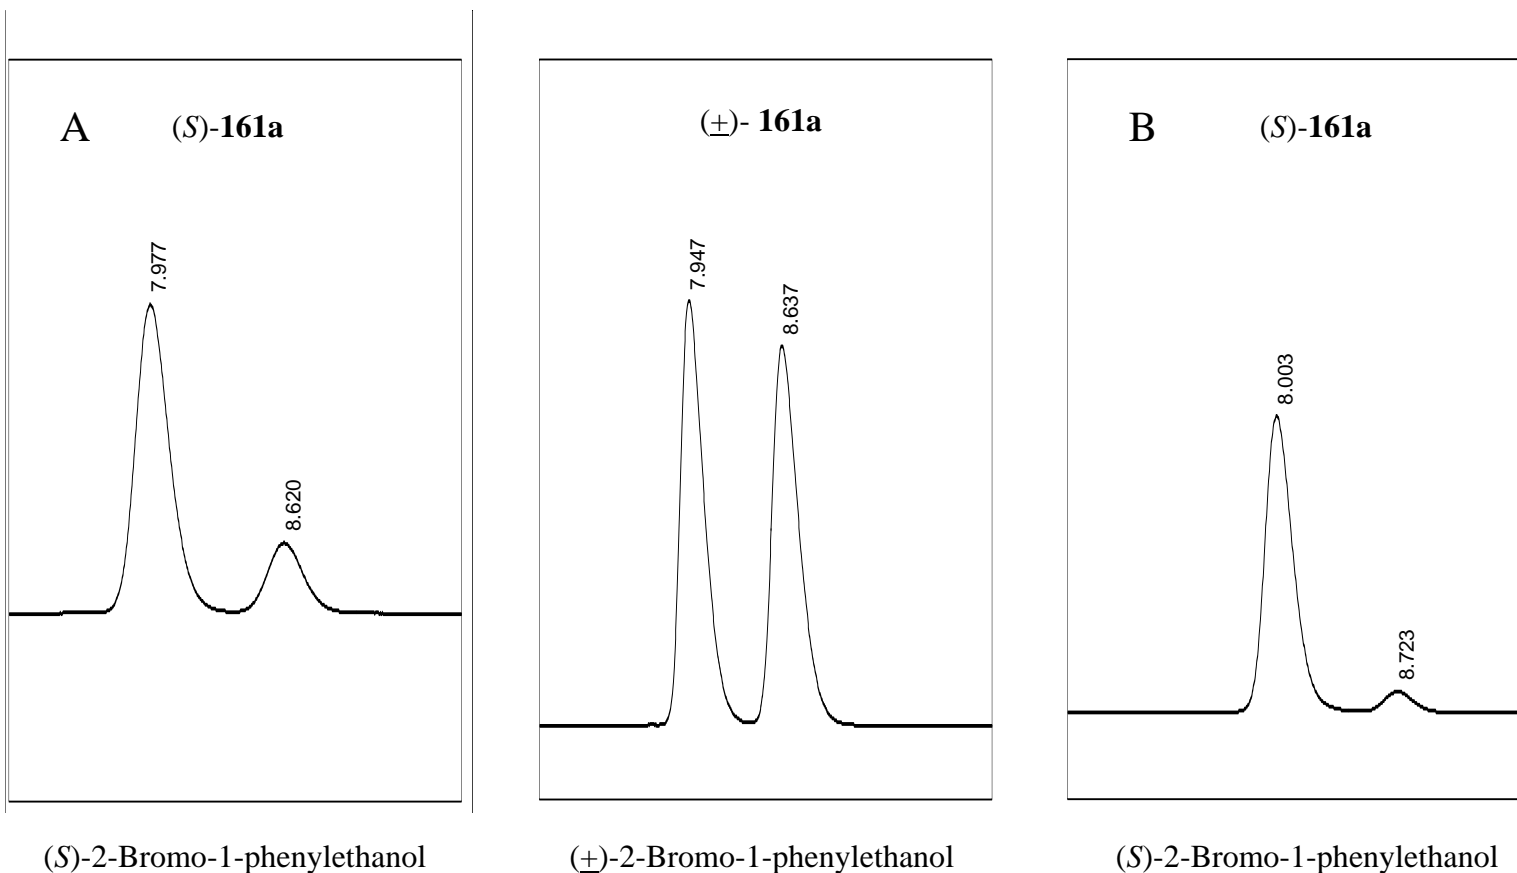 A
(S)-161a
7.977
8.620
(S)-2-Bromo-1-phenylethanol
(±)- 161a
7.947
8.637
(±)-2-Bromo-1-phenylethanol
B
(S)-161a
8.003
8.723
(S)-2-Bromo-1-phenylethanol